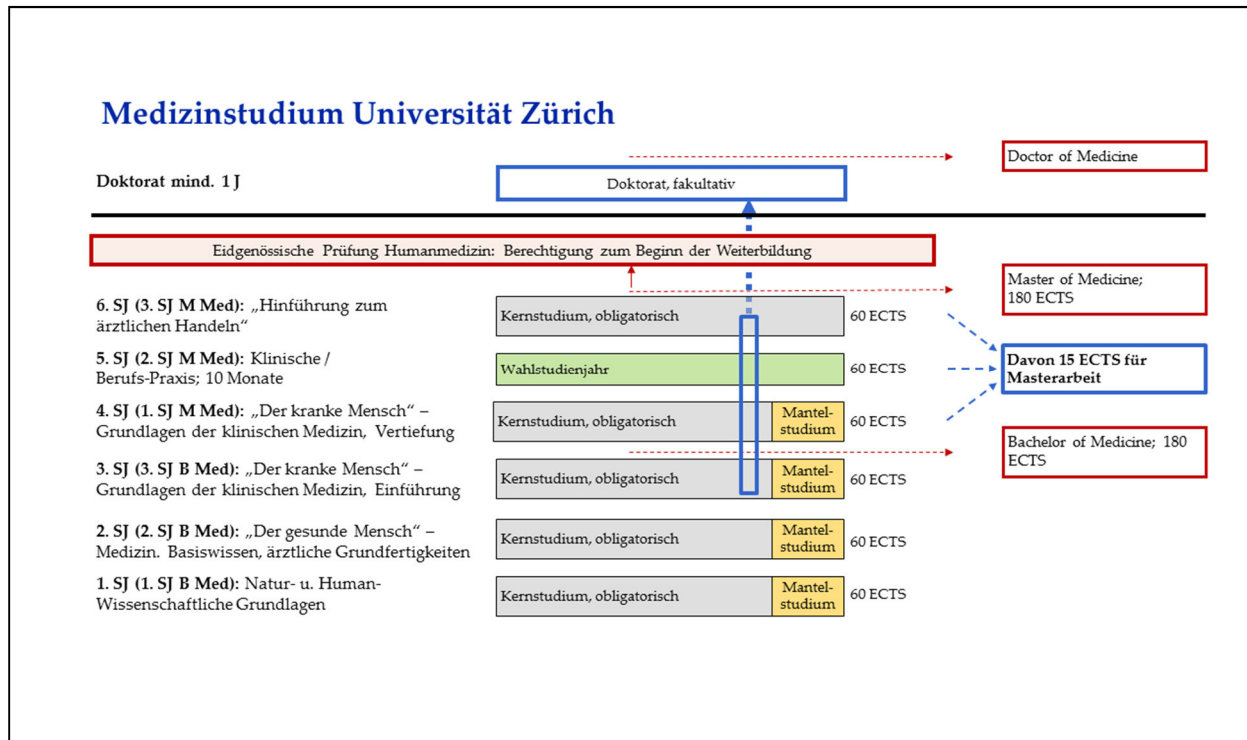 Medizinstudium Universität Zürich
Doktorat mind. 1 J
Doktorat, fakultativ
Doctor of Medicine
Eidgenössische Prüfung Humanmedizin: Berechtigung zum Beginn der Weiterbildung
Master of Medicine;
180 ECTS
6. SJ (3. SJ M Med): „Hinführung zum
ärztlichen Handeln“
Kernstudium, obligatorisch
60 ECTS
5. SJ (2. SJ M Med): Klinische /
Berufs-Praxis; 10 Monate
Wahlstudienjahr
60 ECTS
Davon 15 ECTS für
Masterarbeit
4. SJ (1. SJ M Med): „Der kranke Mensch“ –
Grundlagen der klinischen Medizin, Vertiefung
Kernstudium, obligatorisch
Mantel-
studium
60 ECTS
Bachelor of Medicine; 180
ECTS
3. SJ (3. SJ B Med): „Der kranke Mensch“ –
Grundlagen der klinischen Medizin, Einführung
Kernstudium, obligatorisch
Mantel-
studium
60 ECTS
2. SJ (2. SJ B Med): „Der gesunde Mensch“ –
Medizin. Basiswissen, ärztliche Grundfertigkeiten
Kernstudium, obligatorisch
Mantel-
studium
60 ECTS
1. SJ (1. SJ B Med): Natur- u. Human-
Wissenschaftliche Grundlagen
Kernstudium, obligatorisch
Mantel-
studium
60 ECTS